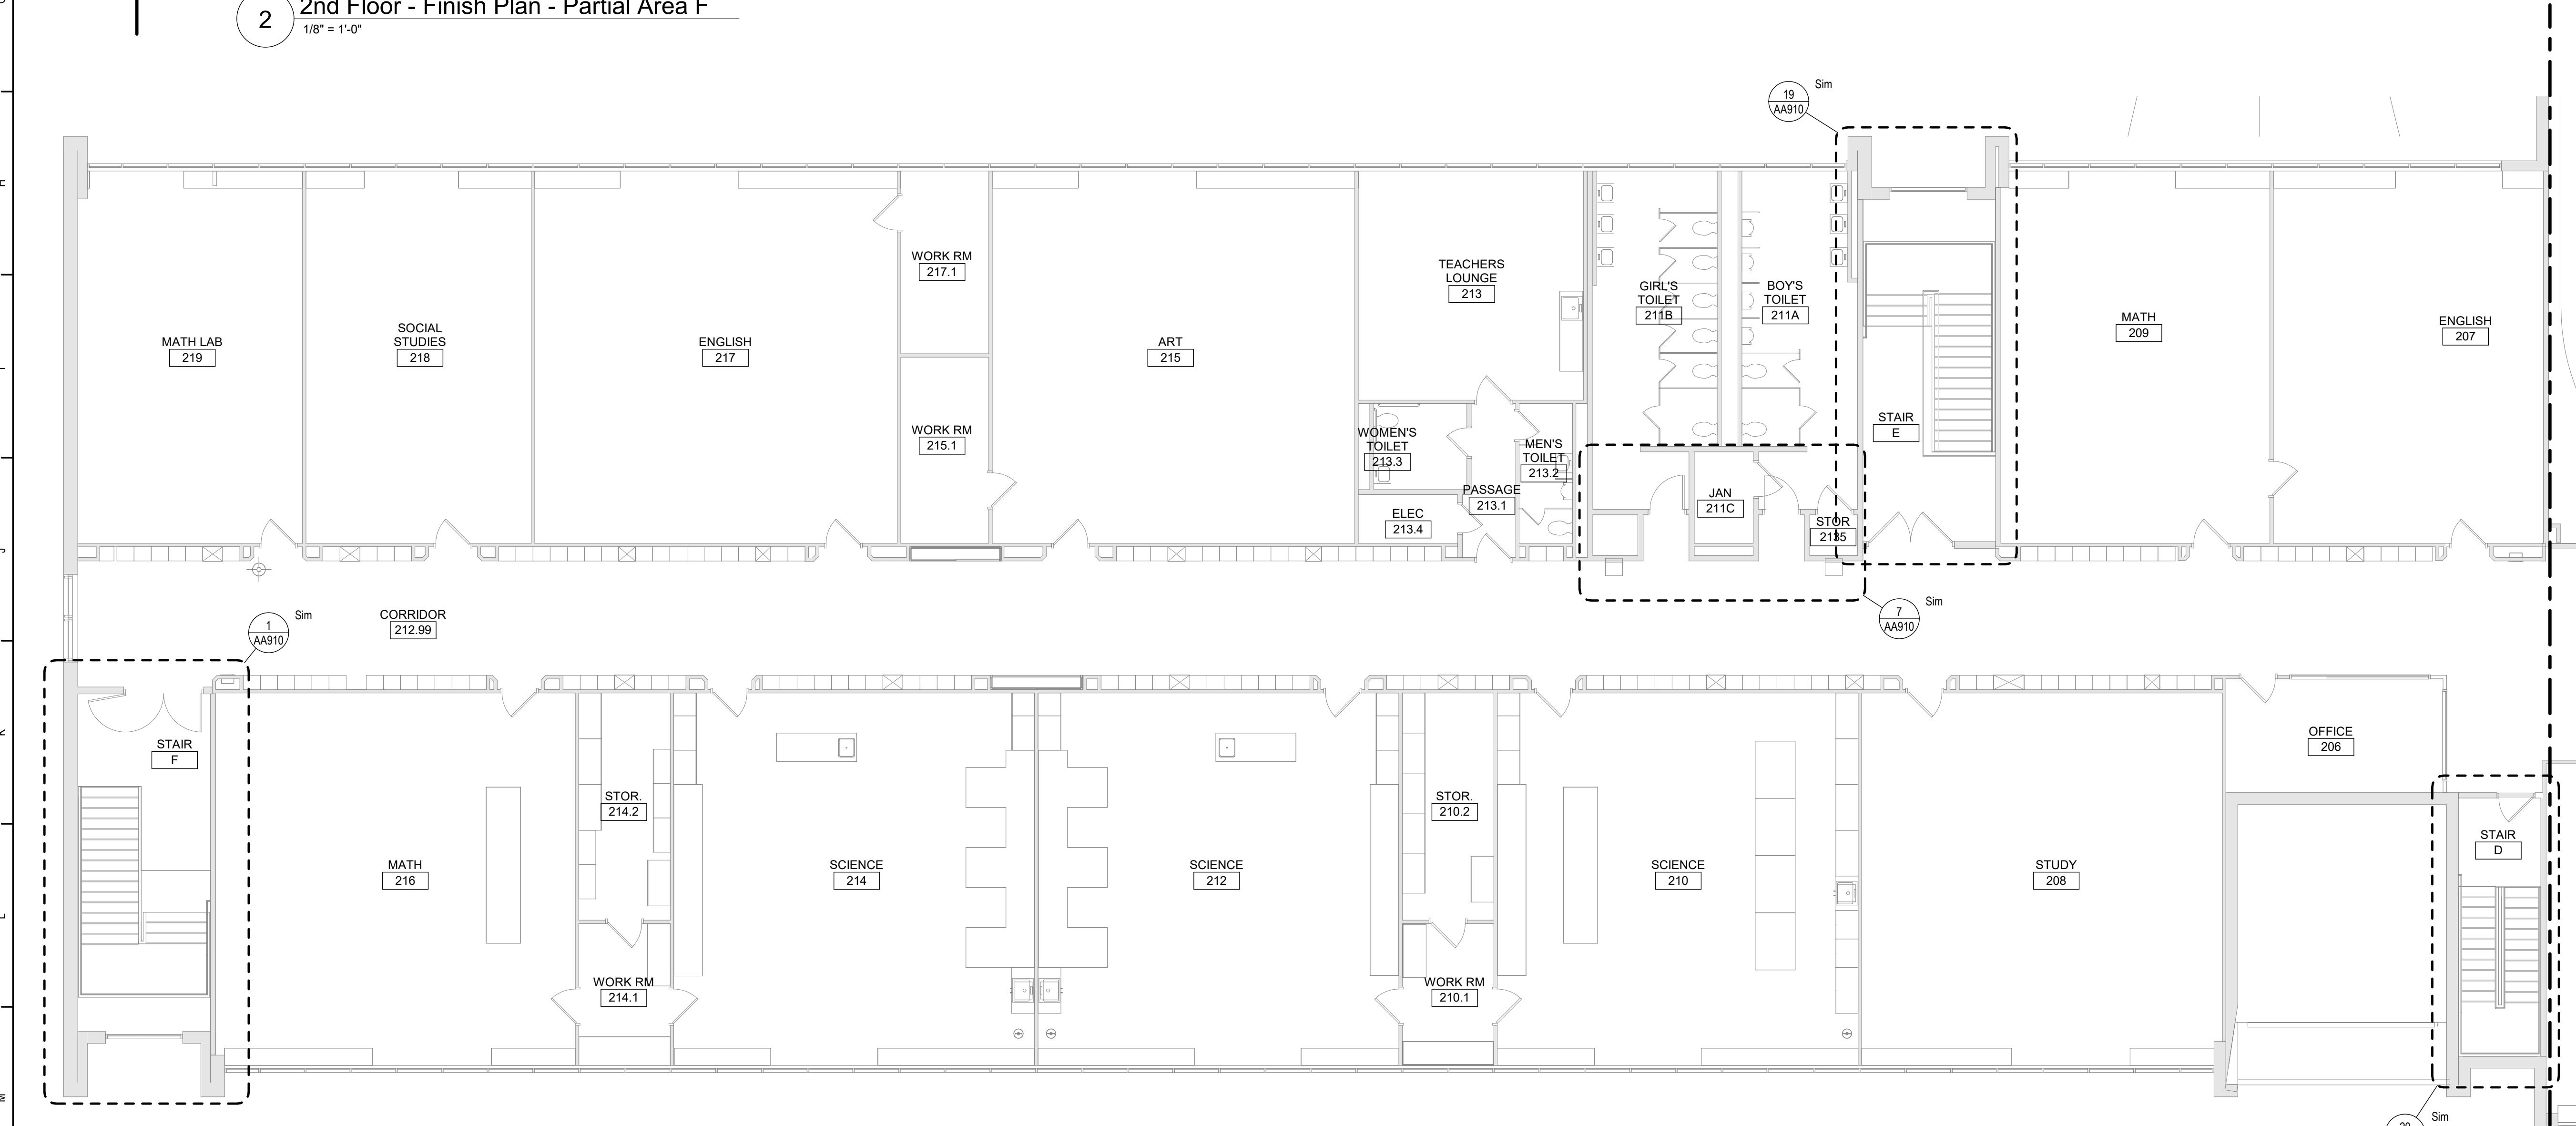 2
2nd Floor - Finish Plan - Partial Area F
1/8" = 1'-0"
19
AA910
Sim
H
J
K
L
M
MATH LAB
219
SOCIAL
STUDIES
218
ENGLISH
217
WORK RM
217.1
WORK RM
215.1
ART
215
TEACHERS
LOUNGE
213
WOMEN'S
TOILET
213.3
MEN'S
TOILET
213.2
PASSAGE
213.1
ELEC
213.4
GIRL'S
TOILET
211B
BOY'S
TOILET
211A
JAN
211C
STOR
2135
STAIR
E
MATH
209
ENGLISH
207
7
AA910
Sim
1
AA910
Sim
CORRIDOR
212.99
STAIR
F
MATH
216
STOR.
214.2
WORK RM
214.1
SCIENCE
214
SCIENCE
212
STOR.
210.2
WORK RM
210.1
SCIENCE
210
STUDY
208
OFFICE
206
STAIR
D
Sim